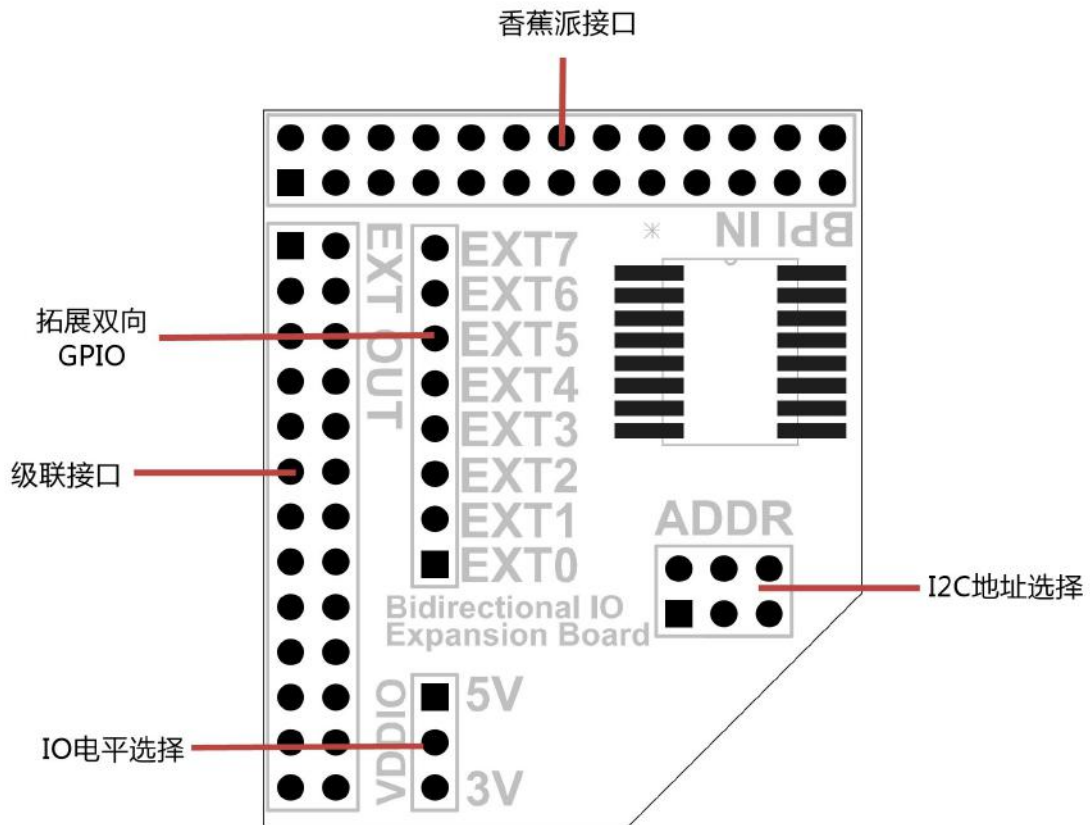 香蕉派接口
BPI IN
EXT OUT
EXT7
EXT6
EXT5
EXT4
EXT3
EXT2
EXT1
EXT0
拓展双向
GPIO
级联接口
ADDR
I2C地址选择
Bidirectional IO
Expansion Board
VDDIO
5V
3V
IO电平选择